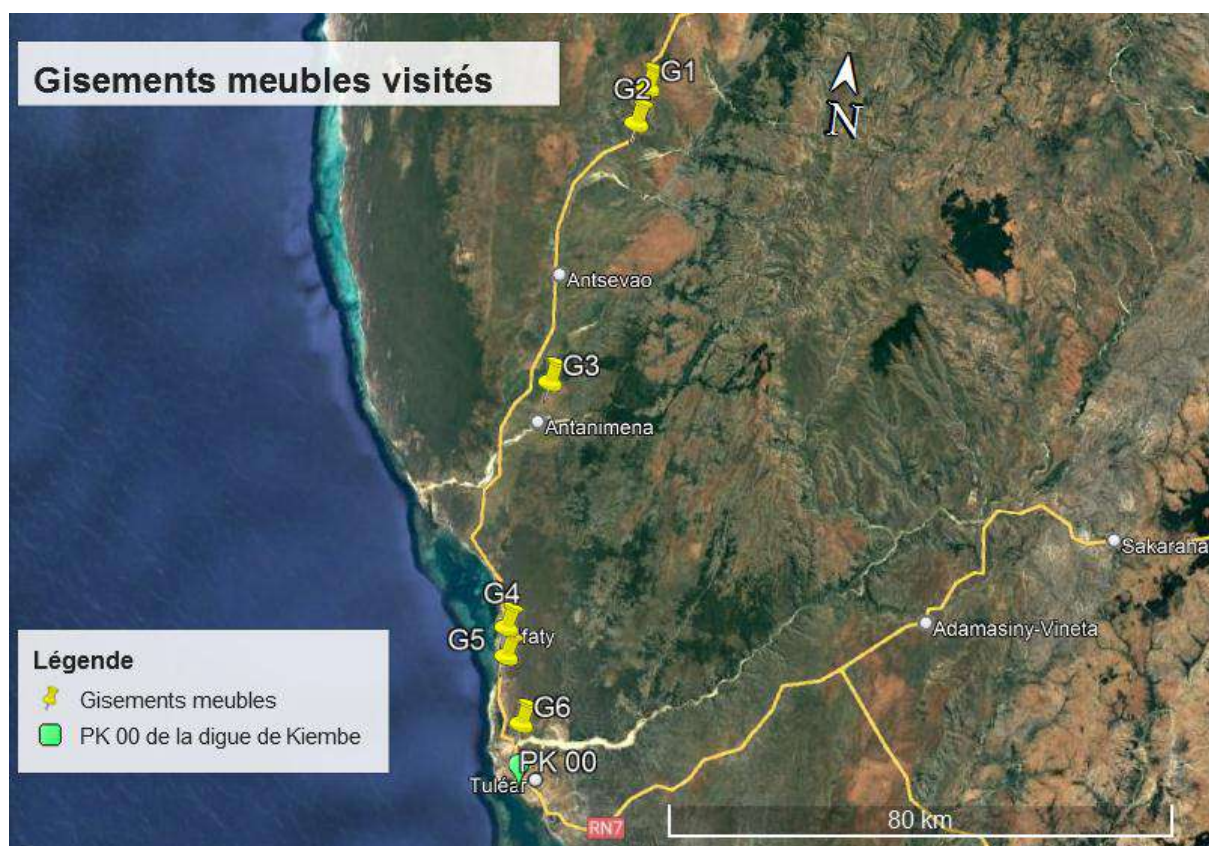 Gisements meubles visités
G1
G2
N
Antsevao
G3
Antanimena
Sakaraha
G4
G5
faty
Adamasiny-Vineta
Légende
Gisements meubles
PK 00 de la digue de Kiembe
G6
PK 00
Tuléar
RN7
80 km